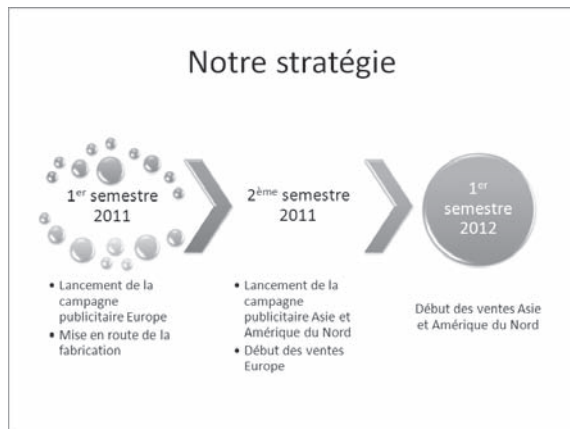 Notre stratégie
1er semestre
2011
• Lancement de la
campagne
publicitaire Europe
• Mise en route de la
fabrication
2ème semestre
2011
• Lancement de la
campagne
publicitaire Asie et
Amérique du Nord
• Début des ventes
Europe
1er
semestre
2012
Début des ventes Asie
et Amérique du Nord